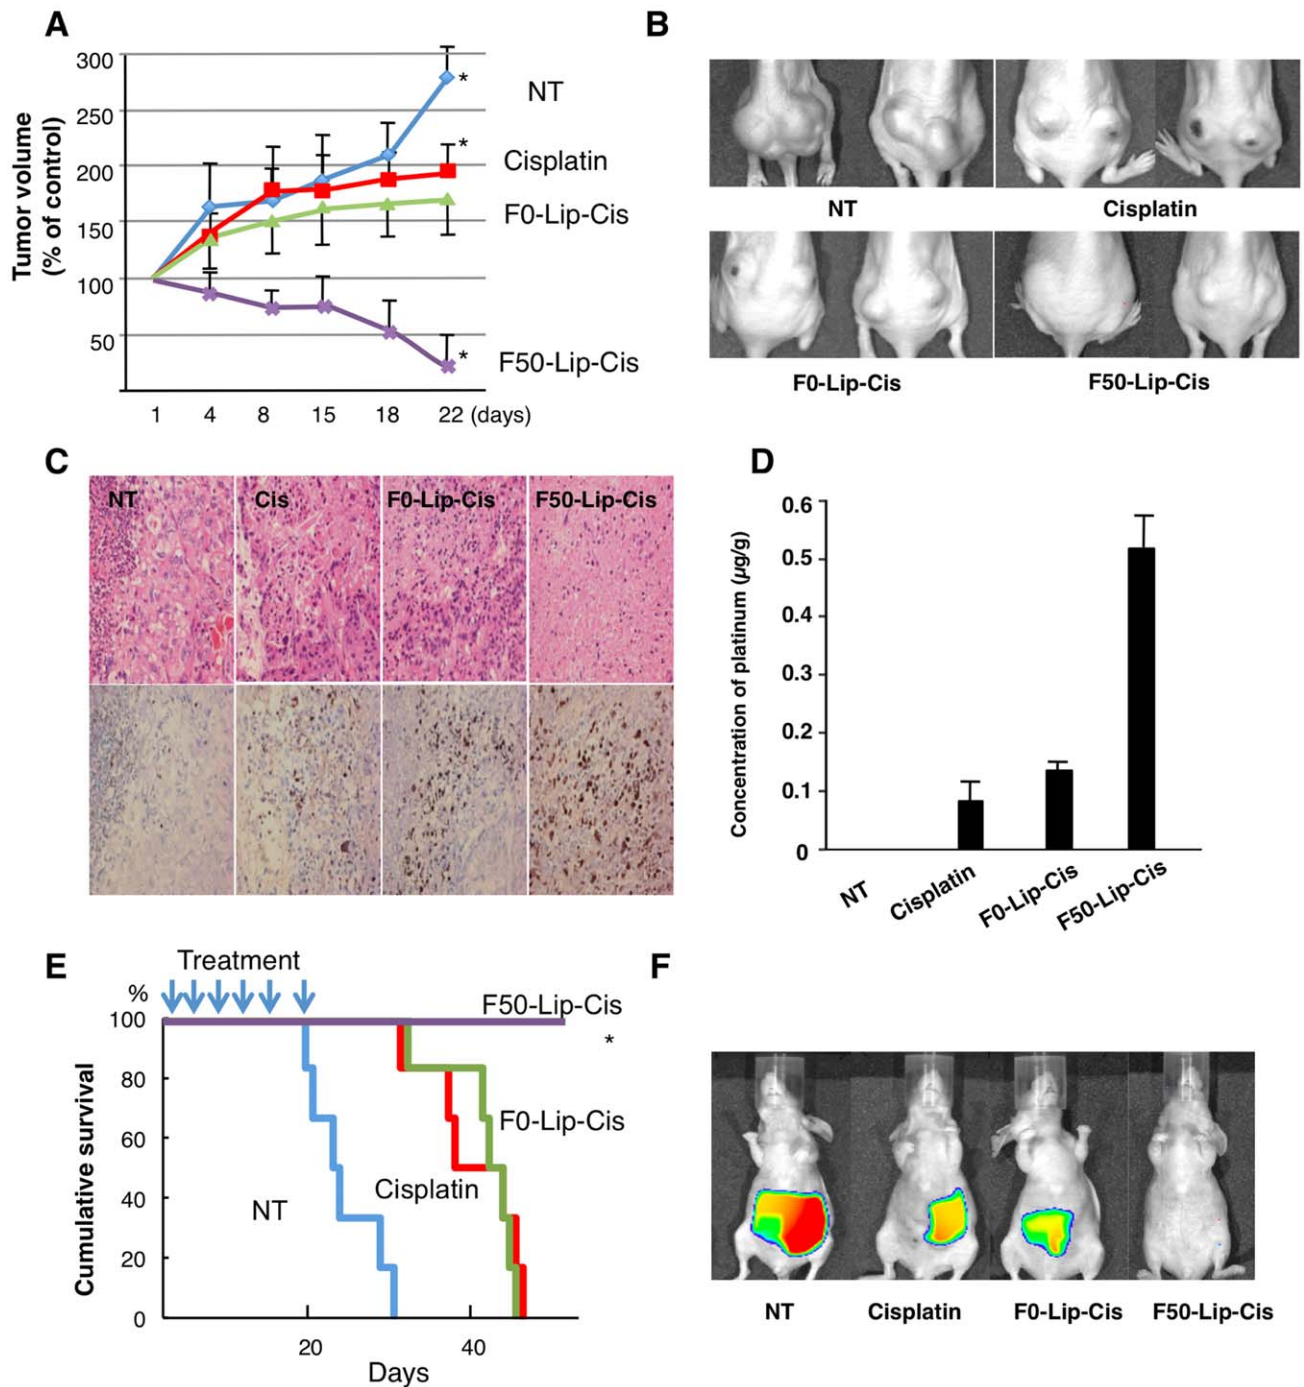 A
300
250
200
150
100
50
Tumor volume
(% of control)
NT
*
Cisplatin
*
F0-Lip-Cis
F50-Lip-Cis
*
1 4 8 15 18 22 (days)
B
NT
Cisplatin
F0-Lip-Cis
F50-Lip-Cis
C
NT
Cis
F0-Lip-Cis
F50-Lip-Cis
D
Concentration of platinum (µg/g)
0.6
0.5
0.4
0.3
0.2
0.1
0
NT
Cisplatin
F0-Lip-Cis
F50-Lip-Cis
E
Treatment
%
100
80
60
40
20
0
Cumulative survival
F50-Lip-Cis
*
F0-Lip-Cis
Cisplatin
NT
20 40
Days
F
NT
Cisplatin
F0-Lip-Cis
F50-Lip-Cis